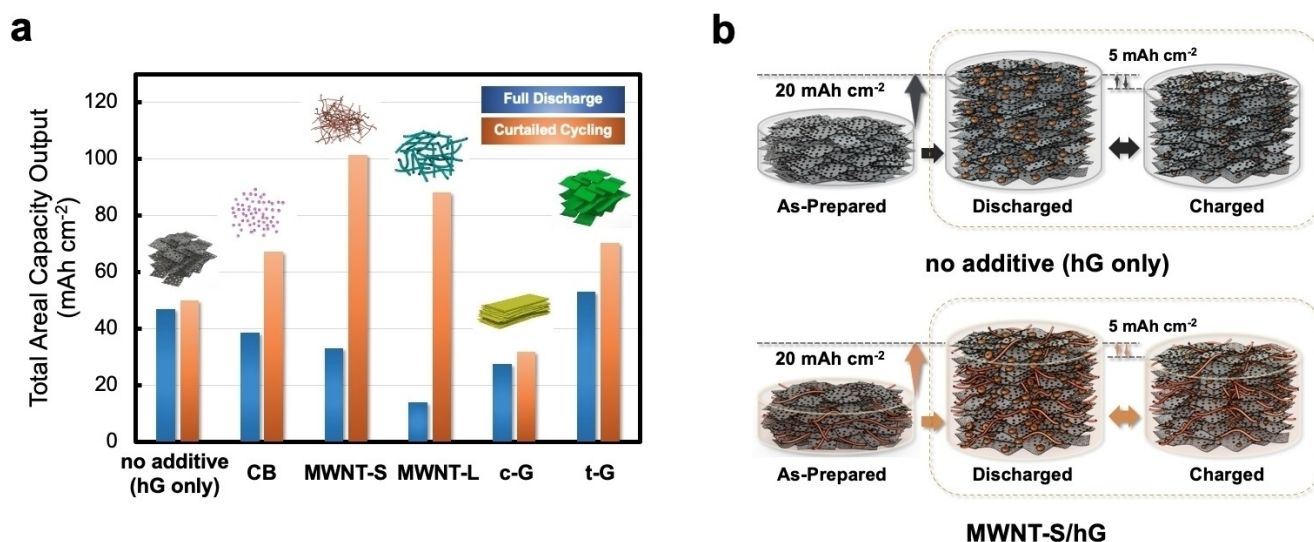 a
Total Areal Capacity Output
(mAh cm⁻²)
120
100
80
60
40
20
0
Full Discharge
Curtailed Cycling
no additive
(hG only)
CB
MWNT-S
MWNT-L
c-G
t-G
b
20 mAh cm⁻²
5 mAh cm⁻²
As-Prepared
Discharged
Charged
no additive (hG only)
20 mAh cm⁻²
5 mAh cm⁻²
As-Prepared
Discharged
Charged
MWNT-S/hG